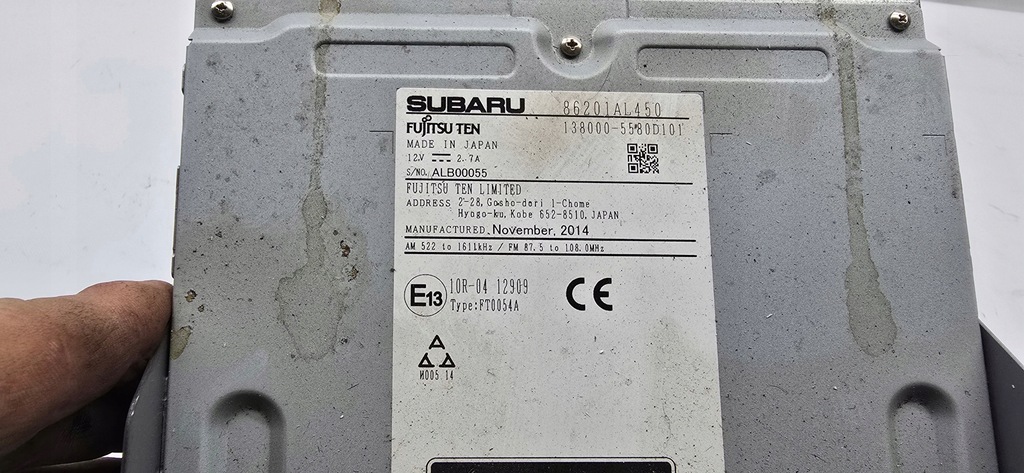 SUBARU 86201AL450
FUJITSU TEN 138000-5580D101
MADE IN JAPAN
12V 2.7A
S/NO. ALB00055
FUJITSU TEN LIMITED
ADDRESS 2-28, Gosho-dori 1-Chome
Hyogo-ku, Kobe 652-8510, JAPAN
MANUFACTURED. November, 2014
AM 522 to 1611kHz / FM 87.5 to 108.0MHz
E13 10R-04 12909
Type:FT0054A
CE
N005.14